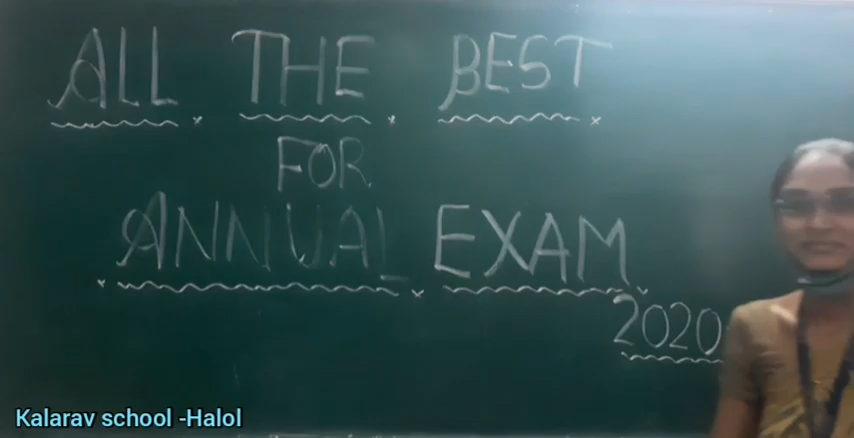 ALL THE BEST
FOR
ANNUAL EXAM
2020
Kalarav school -Halol